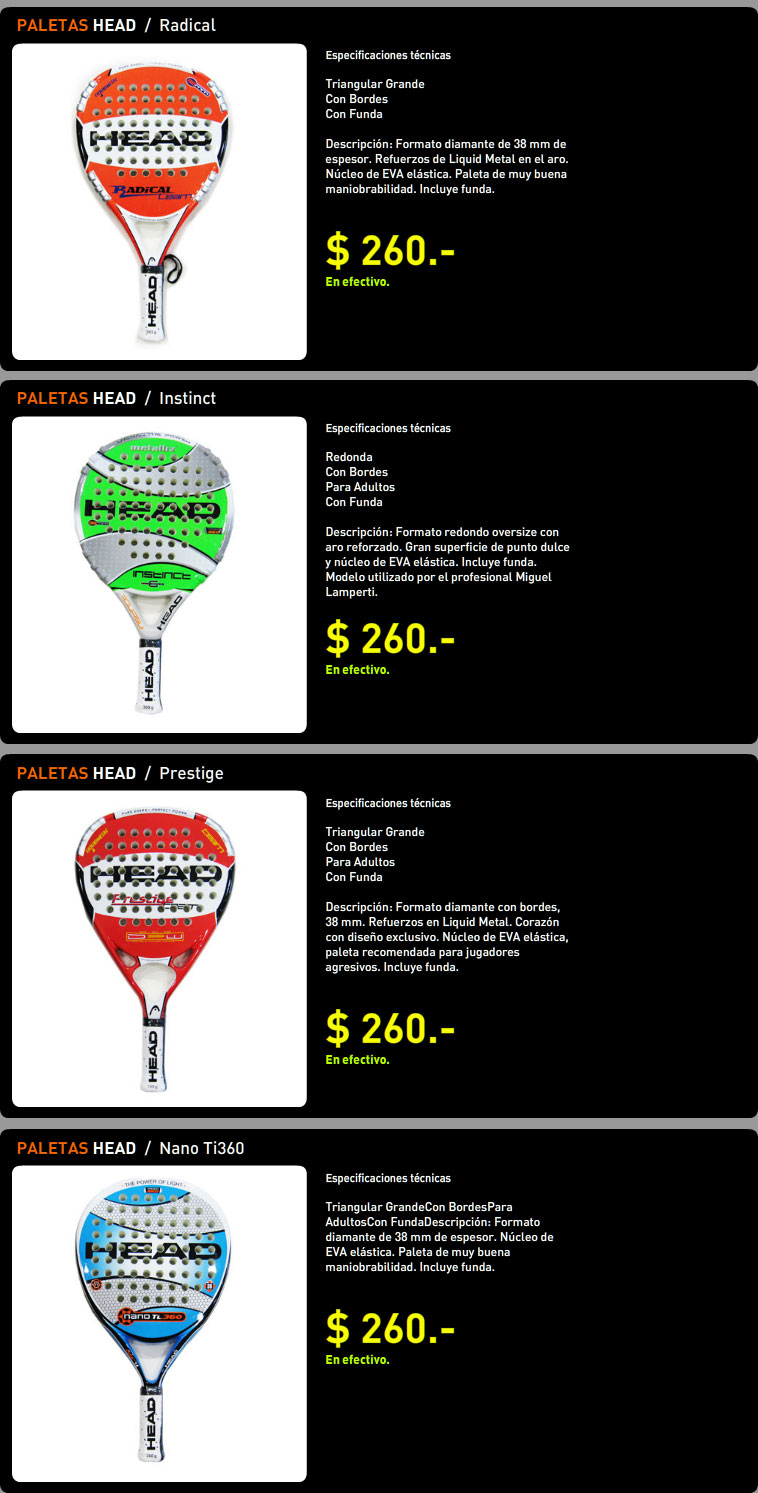 PALETAS HEAD / Radical
Especificaciones técnicas
Triangular Grande
Con Bordes
Con Funda
Descripción: Formato diamante de 38 mm de
espesor. Refuerzos de Liquid Metal en el aro.
Núcleo de EVA elástica. Paleta de muy buena
maniobrabilidad. Incluye funda.
$ 260.-
En efectivo.
HEAD
RADICAL
TEAM
HEAD
PALETAS HEAD / Instinct
Especificaciones técnicas
Redonda
Con Bordes
Para Adultos
Con Funda
Descripción: Formato redondo oversize con
aro reforzado. Gran superficie de punto dulce
y núcleo de EVA elástica. Incluye funda.
Modelo utilizado por el profesional Miguel
Lamperti.
$ 260.-
En efectivo.
metallix
HEAD
INSTINCT
HEAD
HEAD
PALETAS HEAD / Prestige
Especificaciones técnicas
Triangular Grande
Con Bordes
Para Adultos
Con Funda
Descripción: Formato diamante con bordes,
38 mm. Refuerzos en Liquid Metal. Corazón
con diseño exclusivo. Núcleo de EVA elástica,
paleta recomendada para jugadores
agresivos. Incluye funda.
$ 260.-
En efectivo.
HEAD
Prestige
HEAD
PALETAS HEAD / Nano Ti360
Especificaciones técnicas
Triangular GrandeCon BordesPara
AdultosCon FundaDescripción: Formato
diamante de 38 mm de espesor. Núcleo de
EVA elástica. Paleta de muy buena
maniobrabilidad. Incluye funda.
$ 260.-
En efectivo.
THE POWER OF LIGHT
HEAD
nano Ti.360
HEAD